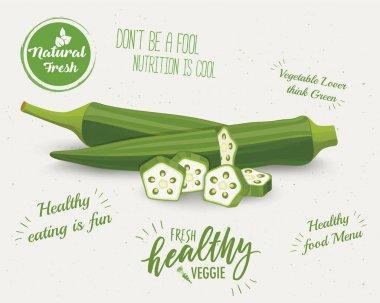 Natural
Fresh
DON'T BE A FOOL
NUTRITION IS COOL
Vegetable Lover
think Green
Healthy
eating is fun
FRESH
healthy
VEGGIE
Healthy
food Menu